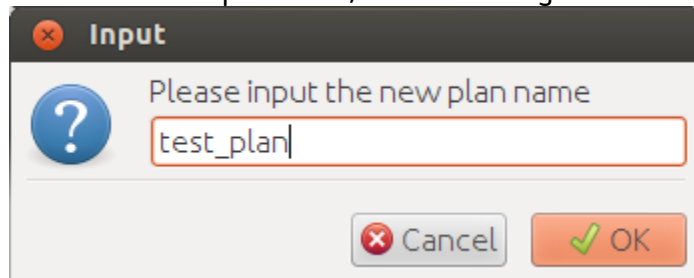 Input
Please input the new plan name
test_plan
Cancel
OK